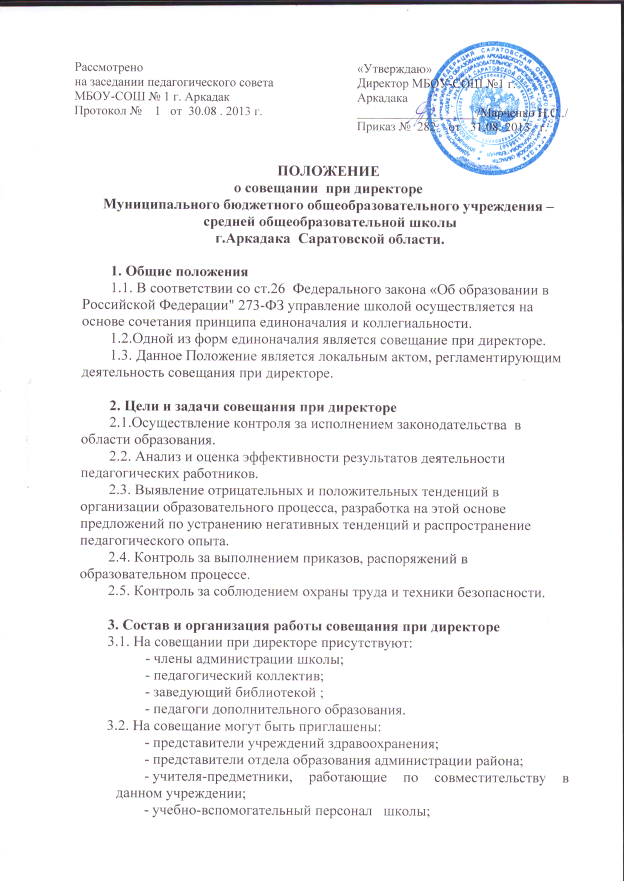 Рассмотрено
на заседании педагогического совета
МБОУ-СОШ № 1 г. Аркадак
Протокол № 1 от 30.08 . 2013 г.
«Утверждаю»
Директор МБОУ-СОШ №1 г.
Аркадака
/Марченко Н.С./
Приказ № 282 от 31.08. 2013 г.
ПОЛОЖЕНИЕ
о совещании при директоре
Муниципального бюджетного общеобразовательного учреждения –
средней общеобразовательной школы
г.Аркадака Саратовской области.
1. Общие положения
1.1. В соответствии со ст.26 Федерального закона «Об образовании в
Российской Федерации" 273-ФЗ управление школой осуществляется на
основе сочетания принципа единоначалия и коллегиальности.
1.2.Одной из форм единоначалия является совещание при директоре.
1.3. Данное Положение является локальным актом, регламентирующим
деятельность совещания при директоре.
2. Цели и задачи совещания при директоре
2.1.Осуществление контроля за исполнением законодательства в
области образования.
2.2. Анализ и оценка эффективности результатов деятельности
педагогических работников.
2.3. Выявление отрицательных и положительных тенденций в
организации образовательного процесса, разработка на этой основе
предложений по устранению негативных тенденций и распространение
педагогического опыта.
2.4. Контроль за выполнением приказов, распоряжений в
образовательном процессе.
2.5. Контроль за соблюдением охраны труда и техники безопасности.
3. Состав и организация работы совещания при директоре
3.1. На совещании при директоре присутствуют:
- члены администрации школы;
- педагогический коллектив;
- заведующий библиотекой ;
- педагоги дополнительного образования.
3.2. На совещание могут быть приглашены:
- представители учреждений здравоохранения;
- представители отдела образования администрации района;
- учителя-предметники, работающие по совместительству в
данном учреждении;
- учебно-вспомогательный персонал школы;